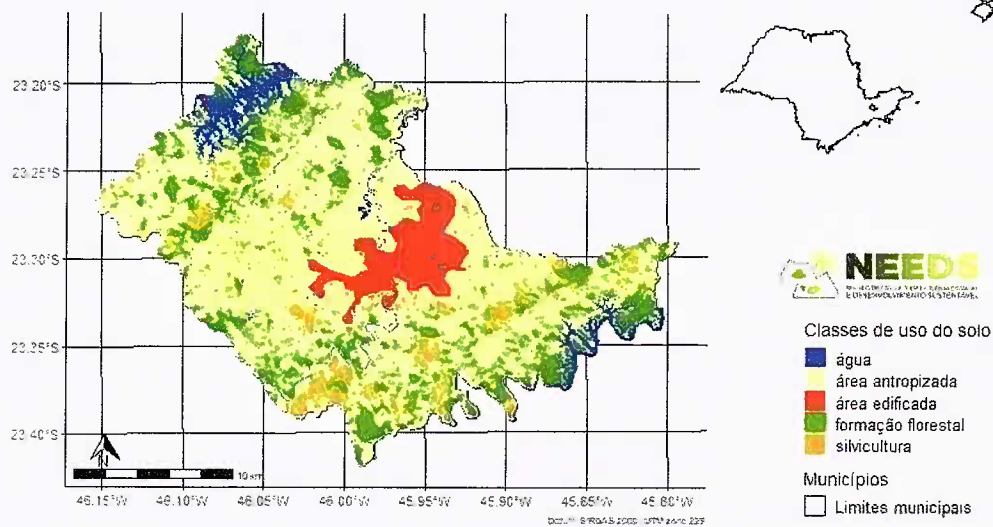 23.20°S
23.25°S
23.30°S
23.35°S
23.40°S
10 km
46.15°W 46.10°W 46.05°W 46.00°W 45.95°W 45.90°W 45.85°W 45.80°W
NEEDS
E DESENVOLVIMENTO SUSTENTÁVEL
Classes de uso do solo
água
área antropizada
área edificada
formação florestal
silvicultura
Municípios
Limites municipais